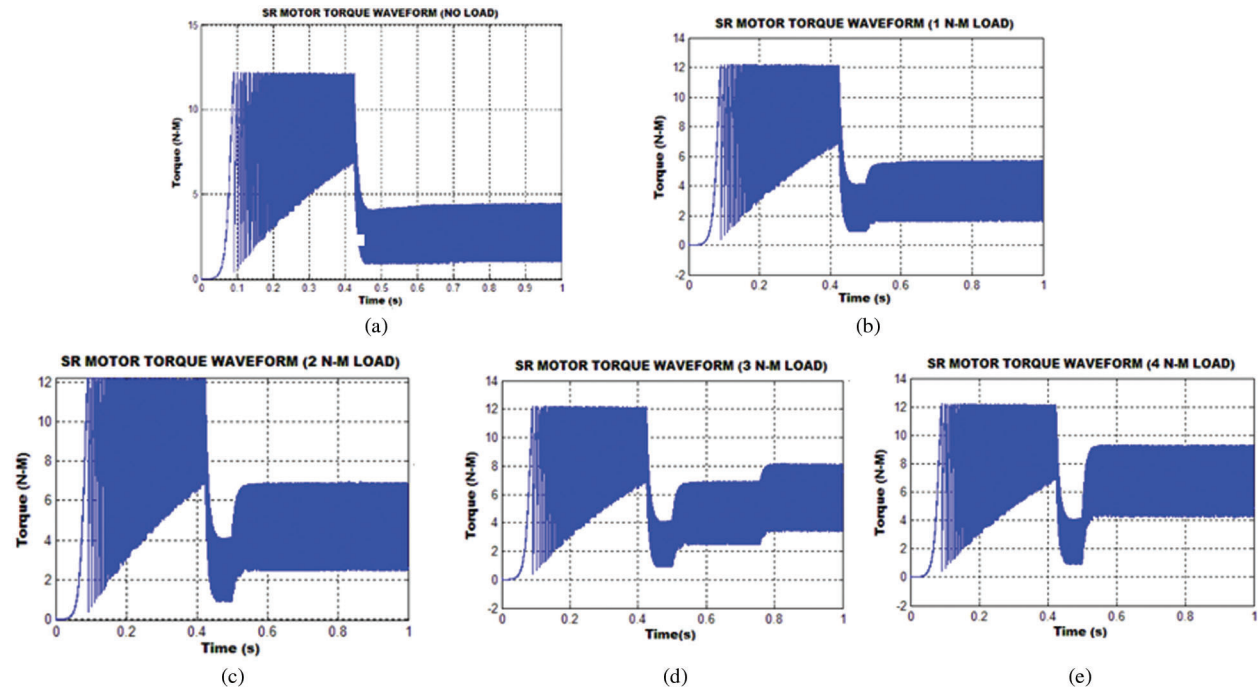 SR MOTOR TORQUE WAVEFORM (NO LOAD)
Torque (N-M)
15
10
5
0
0 0.1 0.2 0.3 0.4 0.5 0.6 0.7 0.8 0.9 1
Time (s)
(a)
SR MOTOR TORQUE WAVEFORM (1 N-M LOAD)
Torque (N-M)
14
12
10
8
6
4
2
0
-2
0 0.2 0.4 0.6 0.8 1
Time (s)
(b)
SR MOTOR TORQUE WAVEFORM (2 N-M LOAD)
Torque (N-M)
12
10
8
6
4
2
0
0 0.2 0.4 0.6 0.8 1
Time (s)
(c)
SR MOTOR TORQUE WAVEFORM (3 N-M LOAD)
Torque (N-M)
14
12
10
8
6
4
2
0
-2
0 0.2 0.4 0.6 0.8 1
Time(s)
(d)
SR MOTOR TORQUE WAVEFORM (4 N-M LOAD)
Torque (N-M)
14
12
10
8
6
4
2
0
-2
0 0.2 0.4 0.6 0.8 1
Time (s)
(e)